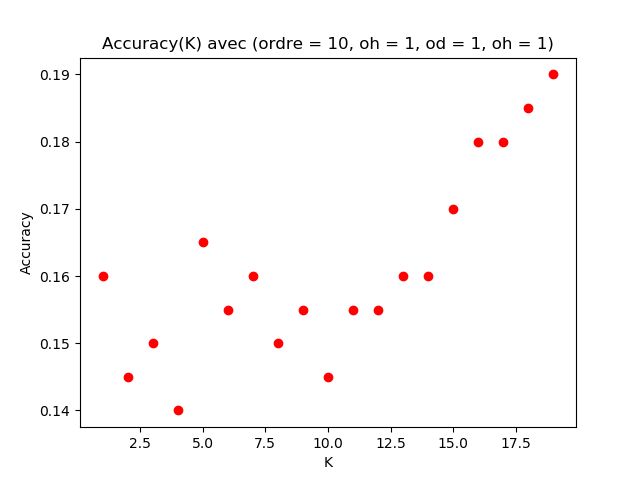 Accuracy(K) avec (ordre = 10, oh = 1, od = 1, oh = 1)
0.19
0.18
0.17
0.16
0.15
0.14
Accuracy
2.5 5.0 7.5 10.0 12.5 15.0 17.5
K